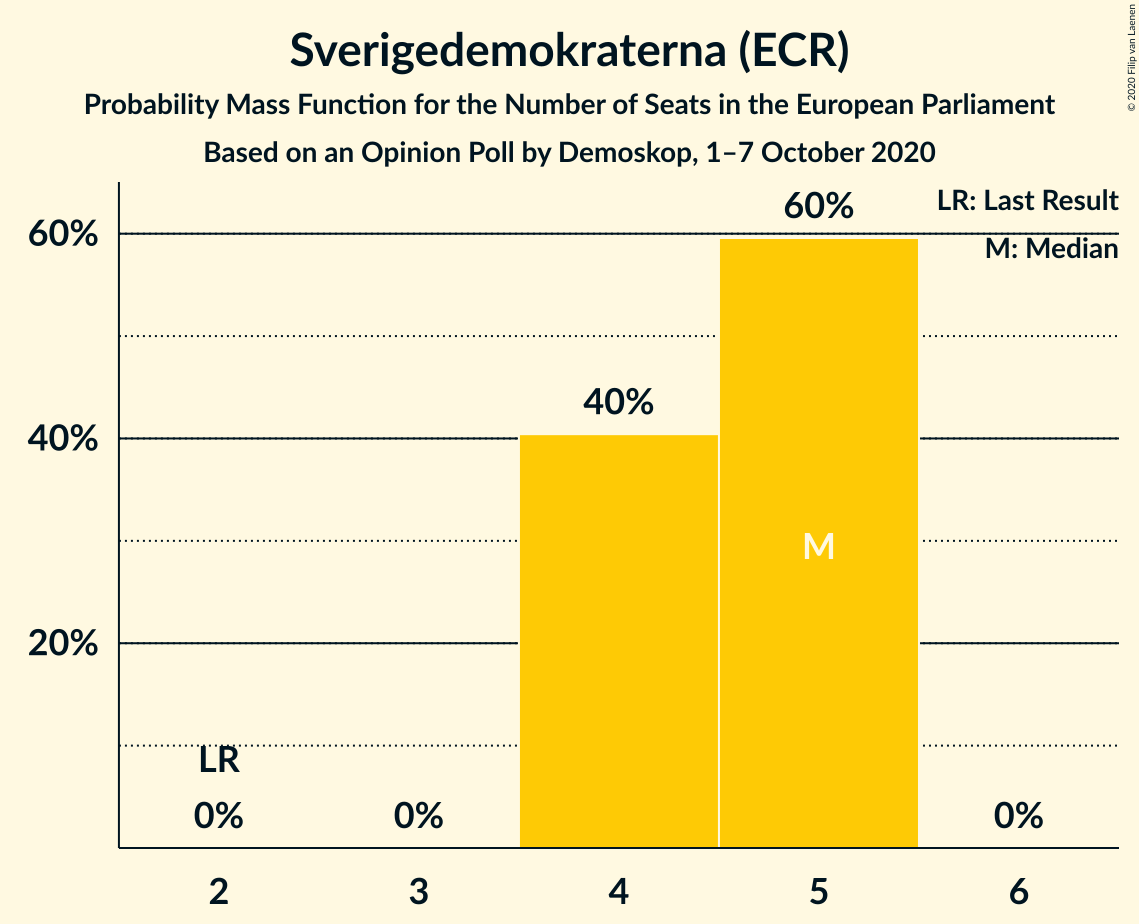 Sverigedemokraterna (ECR)
Probability Mass Function for the Number of Seats in the European Parliament
Based on an Opinion Poll by Demoskop, 1–7 October 2020
© 2020 Filip van Laenen
LR: Last Result
M: Median
60%
40%
20%
60%
40%
M
LR
0%
0%
0%
2
3
4
5
6